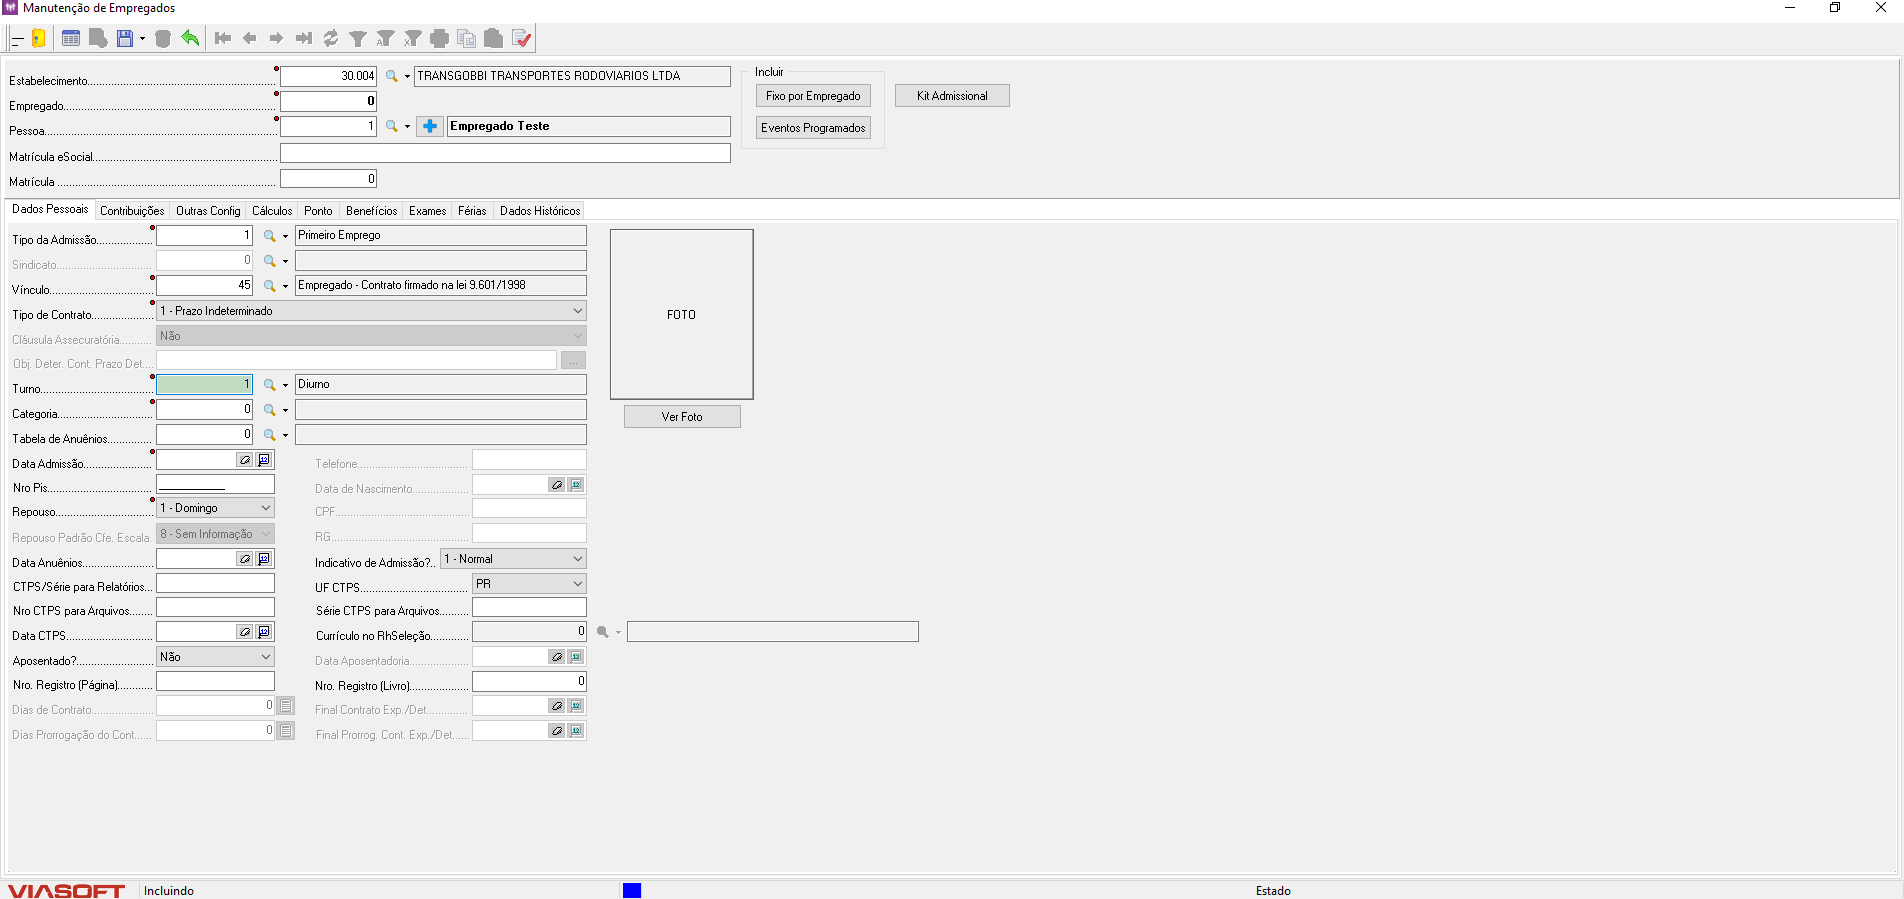 Manutenção de Empregados
Estabelecimento 30.004 TRANSGOBBI TRANSPORTES RODOVIARIOS LTDA
Empregado 0
Pessoa 1 Empregado Teste
Matrícula eSocial
Matrícula 0
Incluir
Fixo por Empregado
Eventos Programados
Kit Admissional
Dados Pessoais Contribuições Outras Config Cálculos Ponto Benefícios Exames Férias Dados Históricos
Tipo da Admissão 1 Primeiro Emprego
Sindicato 0
Vínculo 45 Empregado - Contrato firmado na lei 9.601/1998
Tipo de Contrato 1 - Prazo Indeterminado
Cláusula Assecuratória Não
Obj. Deter. Cont. Prazo Det. ...
Turno 1 Diurno
Categoria 0
Tabela de Anuênios 0
FOTO
Ver Foto
Data Admissão Telefone
Nro Pis Data de Nascimento
Repouso 1 - Domingo CPF
Repouso Padrão Cfe. Escala. 8 - Sem Informação RG
Data Anuênios Indicativo de Admissão?.. 1 - Normal
CTPS/Série para Relatórios UF CTPS PR
Nro CTPS para Arquivos Série CTPS para Arquivos
Data CTPS Currículo no RhSeleção 0
Aposentado? Não Data Aposentadoria
Nro. Registro (Página) Nro. Registro (Livro) 0
Dias de Contrato 0 Final Contrato Exp./Det.
Dias Prorrogação do Cont. 0 Final Prorrog. Cont. Exp./Det.
VIASOFT Incluindo Estado